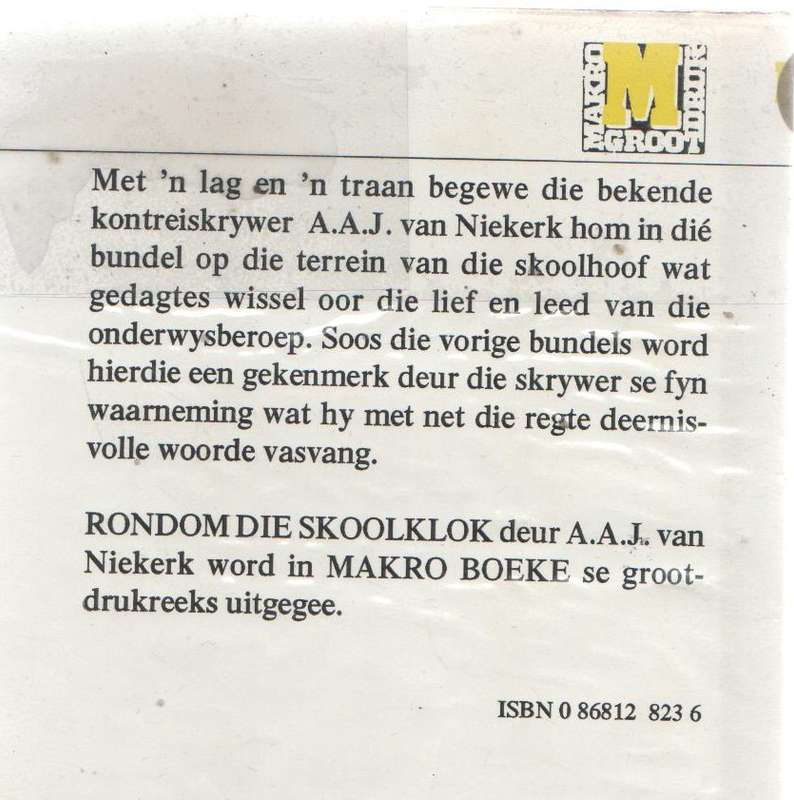 MAKRO
M
DRUK
GROOT
Met 'n lag en 'n traan begewe die bekende
kontreiskrywer A.A.J. van Niekerk hom in dié
bundel op die terrein van die skoolhoof wat
gedagtes wissel oor die lief en leed van die
onderwysberoep. Soos die vorige bundels word
hierdie een gekenmerk deur die skrywer se fyn
waarneming wat hy met net die regte deernis-
volle woorde vasvang.
RONDOM DIE SKOOLKLOK deur A.A.J. van
Niekerk word in MAKRO BOEKE se groot-
drukreeks uitgegee.
ISBN 0 86812 823 6